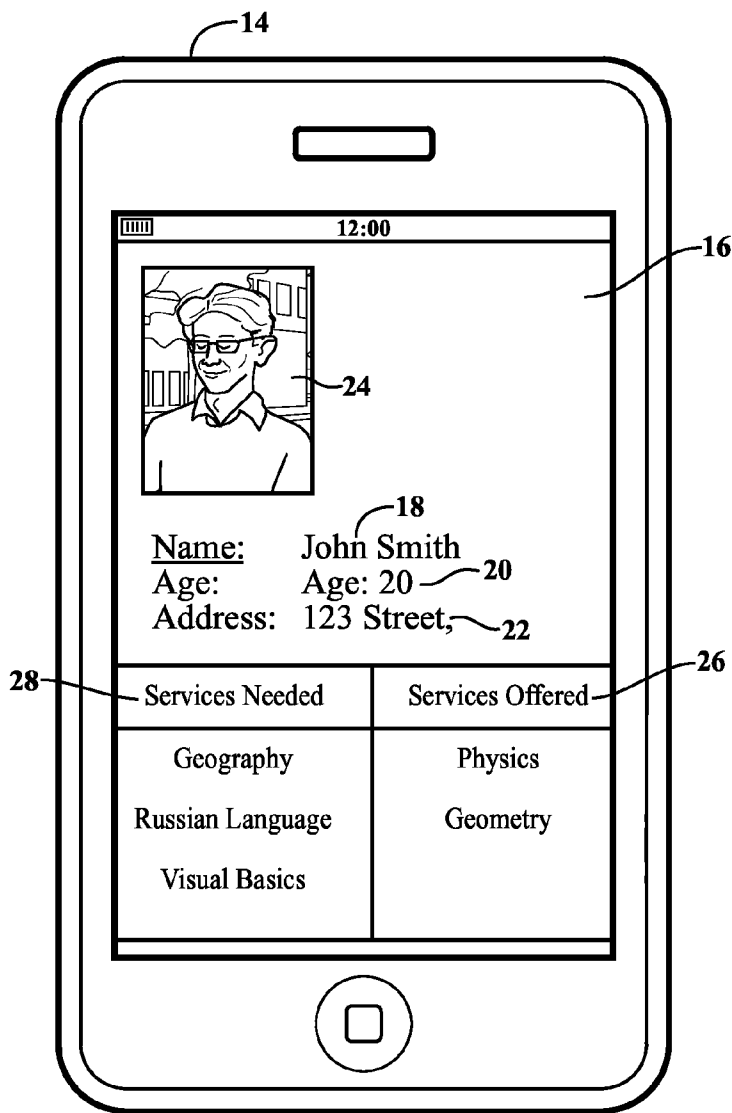 14
12:00
16
24
18
Name: John Smith
Age: Age: 20 20
Address: 123 Street, 22
28 26
Services Needed Services Offered
Geography Physics
Russian Language Geometry
Visual Basics